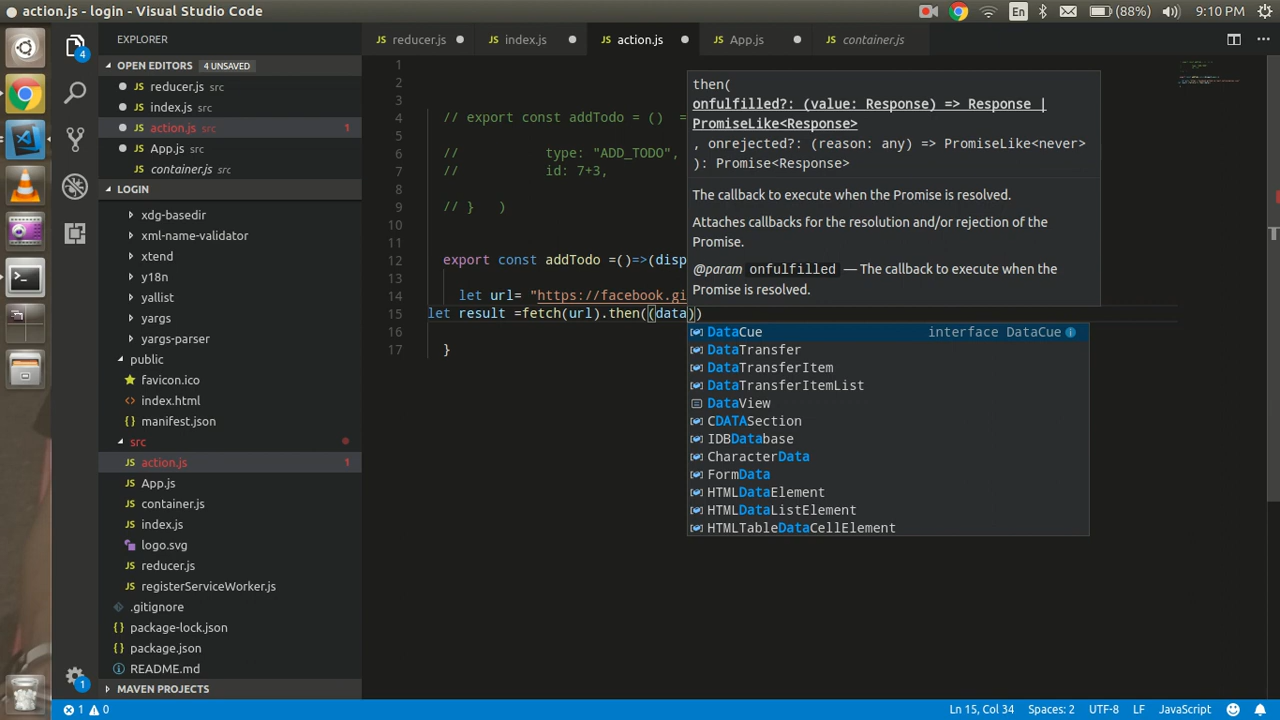 action.js - login - Visual Studio Code
En
(88%)
9:10 PM
EXPLORER
reducer.js
index.js
action.js
App.js
container.js
OPEN EDITORS 4 UNSAVED
reducer.js src
index.js src
action.js src 1
App.js src
container.js src
LOGIN
xdg-basedir
xml-name-validator
xtend
y18n
yallist
yargs
yargs-parser
public
favicon.ico
index.html
manifest.json
src
action.js 1
App.js
container.js
index.js
logo.svg
reducer.js
registerServiceWorker.js
.gitignore
package-lock.json
package.json
README.md
MAVEN PROJECTS
4
1
1
2
3
4 // export const addTodo = () =
5
6 // type: "ADD_TODO",
7 // id: 7+3,
8
9 // } )
10
11
12 export const addTodo =()=>(disp
13
14 let url= "https://facebook.gi
15 let result =fetch(url).then((data))
16
17 }
then(
onfulfilled?: (value: Response) => Response |
PromiseLike<Response>
, onrejected?: (reason: any) => PromiseLike<never>
): Promise<Response>
The callback to execute when the Promise is resolved.
Attaches callbacks for the resolution and/or rejection of the
Promise.
@param onfulfilled — The callback to execute when the
Promise is resolved.
DataCue interface DataCue
DataTransfer
DataTransferItem
DataTransferItemList
DataView
CDATASection
IDBDatabase
CharacterData
FormData
HTMLDataElement
HTMLDataListElement
HTMLTableDataCellElement
1 0
Ln 15, Col 34
Spaces: 2
UTF-8
LF
JavaScript